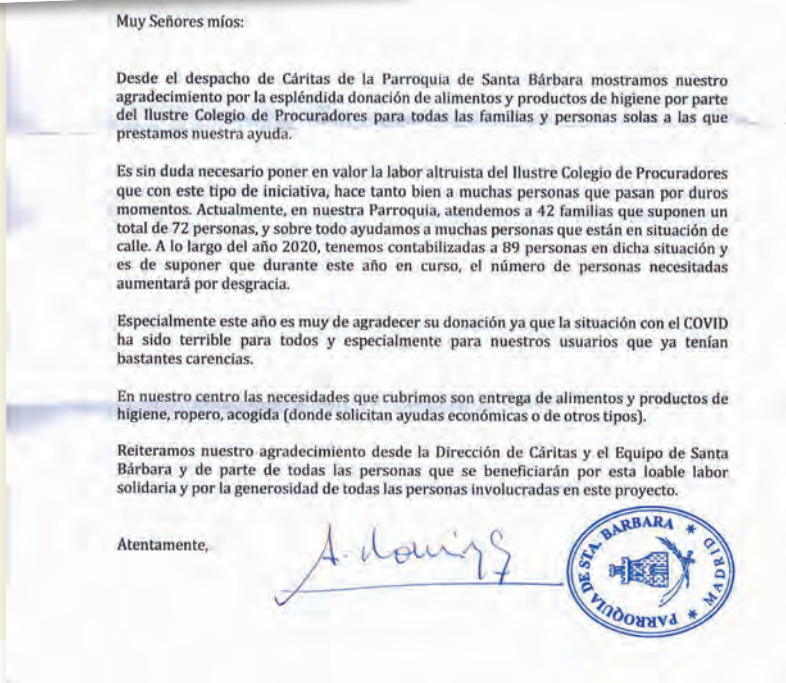 Muy Señores míos:
Desde el despacho de Cáritas de la Parroquia de Santa Bárbara mostramos nuestro
agradecimiento por la espléndida donación de alimentos y productos de higiene por parte
del Ilustre Colegio de Procuradores para todas las familias y personas solas a las que
prestamos nuestra ayuda.
Es sin duda necesario poner en valor la labor altruista del Ilustre Colegio de Procuradores
que con este tipo de iniciativa, hace tanto bien a muchas personas que pasan por duros
momentos. Actualmente, en nuestra Parroquia, atendemos a 42 familias que suponen un
total de 72 personas, y sobre todo ayudamos a muchas personas que están en situación de
calle. A lo largo del año 2020, tenemos contabilizadas a 89 personas en dicha situación y
es de suponer que durante este año en curso, el número de personas necesitadas
aumentará por desgracia.
Especialmente este año es muy de agradecer su donación ya que la situación con el COVID
ha sido terrible para todos y especialmente para nuestros usuarios que ya tenían
bastantes carencias.
En nuestro centro las necesidades que cubrimos son entrega de alimentos y productos de
higiene, ropero, acogida (donde solicitan ayudas económicas o de otros tipos).
Reiteramos nuestro agradecimiento desde la Dirección de Cáritas y el Equipo de Santa
Bárbara y de parte de todas las personas que se beneficiarán por esta loable labor
solidaria y por la generosidad de todas las personas involucradas en este proyecto.
Atentamente,
PARROQUIA DE STA. BARBARA * MADRID *